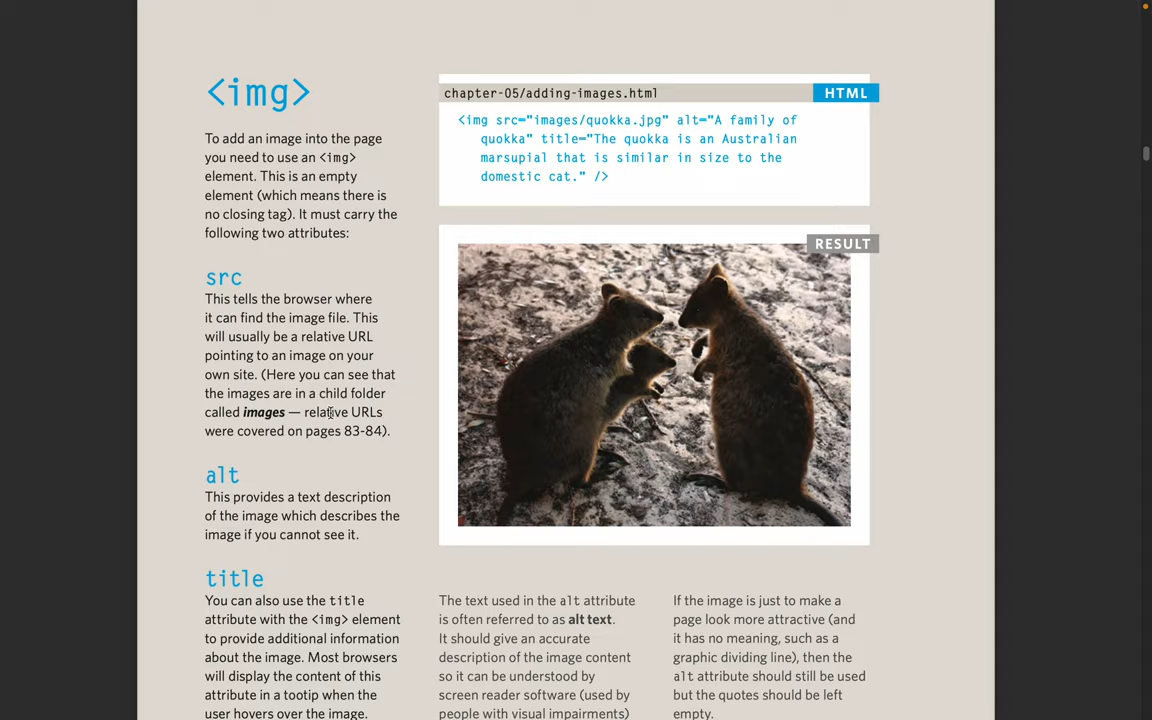 <img>
To add an image into the page
you need to use an <img>
element. This is an empty
element (which means there is
no closing tag). It must carry the
following two attributes:
src
This tells the browser where
it can find the image file. This
will usually be a relative URL
pointing to an image on your
own site. (Here you can see that
the images are in a child folder
called images — relative URLs
were covered on pages 83-84).
alt
This provides a text description
of the image which describes the
image if you cannot see it.
title
You can also use the title
attribute with the <img> element
to provide additional information
about the image. Most browsers
will display the content of this
attribute in a tootip when the
user hovers over the image.
chapter-05/adding-images.html
HTML
<img src="images/quokka.jpg" alt="A family of
quokka" title="The quokka is an Australian
marsupial that is similar in size to the
domestic cat." />
RESULT
The text used in the alt attribute
is often referred to as alt text.
It should give an accurate
description of the image content
so it can be understood by
screen reader software (used by
people with visual impairments)
If the image is just to make a
page look more attractive (and
it has no meaning, such as a
graphic dividing line), then the
alt attribute should still be used
but the quotes should be left
empty.